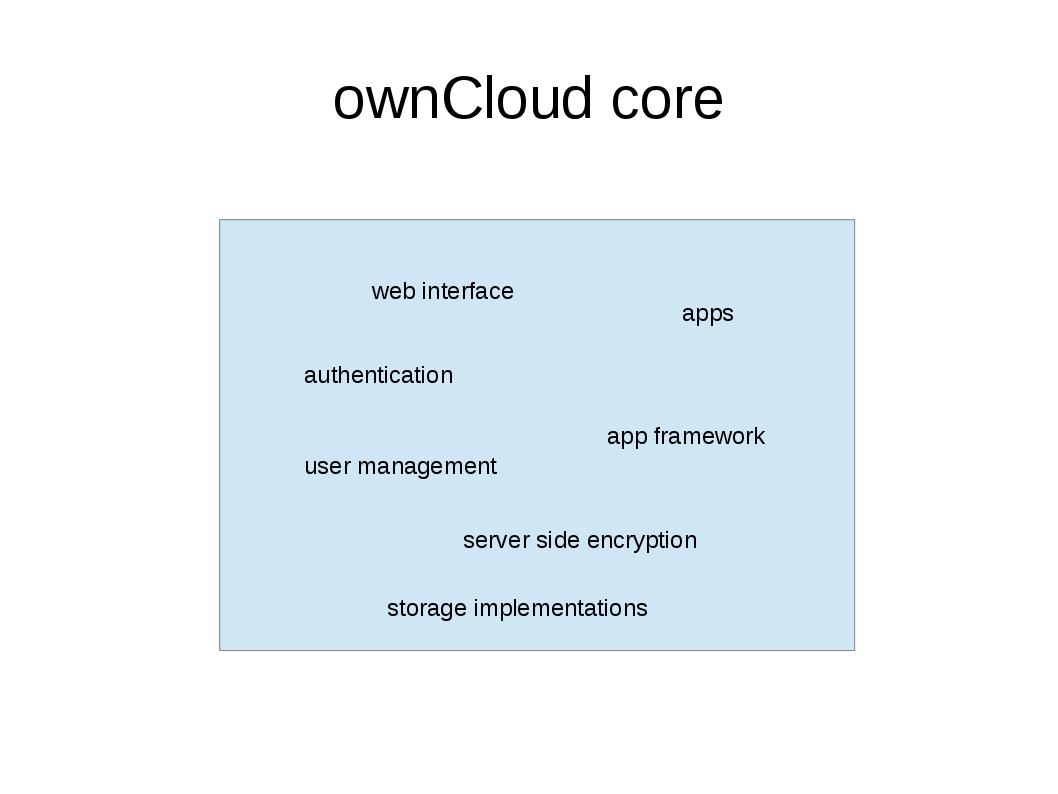 ownCloud core
web interface
apps
authentication
app framework
user management
server side encryption
storage implementations